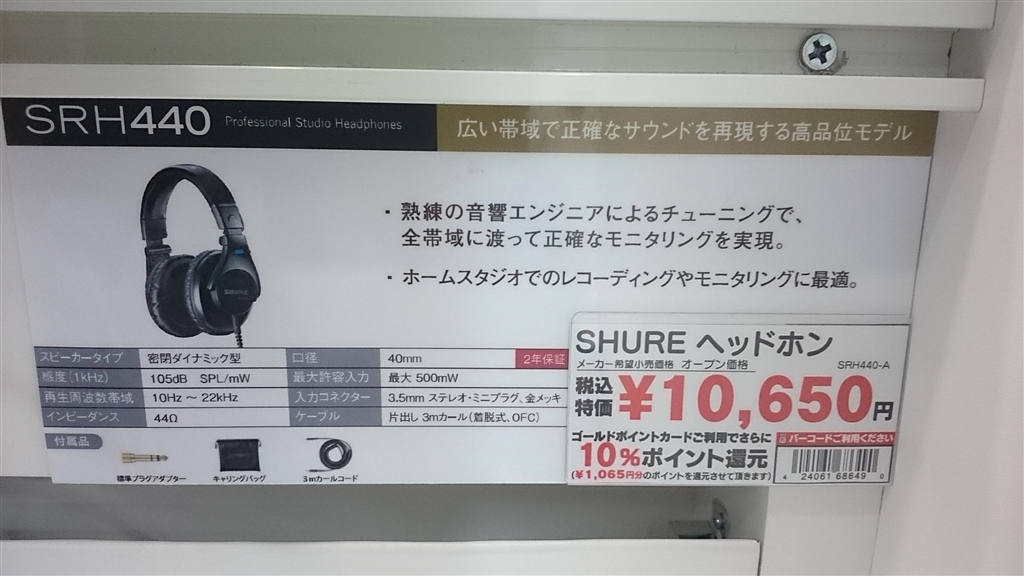 SRH440 Professional Studio Headphones
広い帯域で正確なサウンドを再現する高品位モデル
・熟練の音響エンジニアによるチューニングで、
全帯域に渡って正確なモニタリングを実現。
・ホームスタジオでのレコーディングやモニタリングに最適。
SHURE
スピーカータイプ 密閉ダイナミック型 口径 40mm 2年保証
感度(1kHz) 105dB SPL/mW 最大許容入力 最大 500mW
再生周波数帯域 10Hz ～ 22kHz 入力コネクター 3.5mm ステレオ・ミニプラグ、金メッキ
インピーダンス 44Ω ケーブル 片出し 3mカール(着脱式、OFC)
付属品
標準プラグアダプター キャリングバッグ 3mカールコード
SHURE ヘッドホン
メーカー希望小売価格 オープン価格 SRH440-A
税込
特価 ¥10,650円
ゴールドポイントカードご利用でさらに
10%ポイント還元
(¥1,065円分のポイントを還元させて頂きます)
バーコードご利用ください
4 24061 68649 0